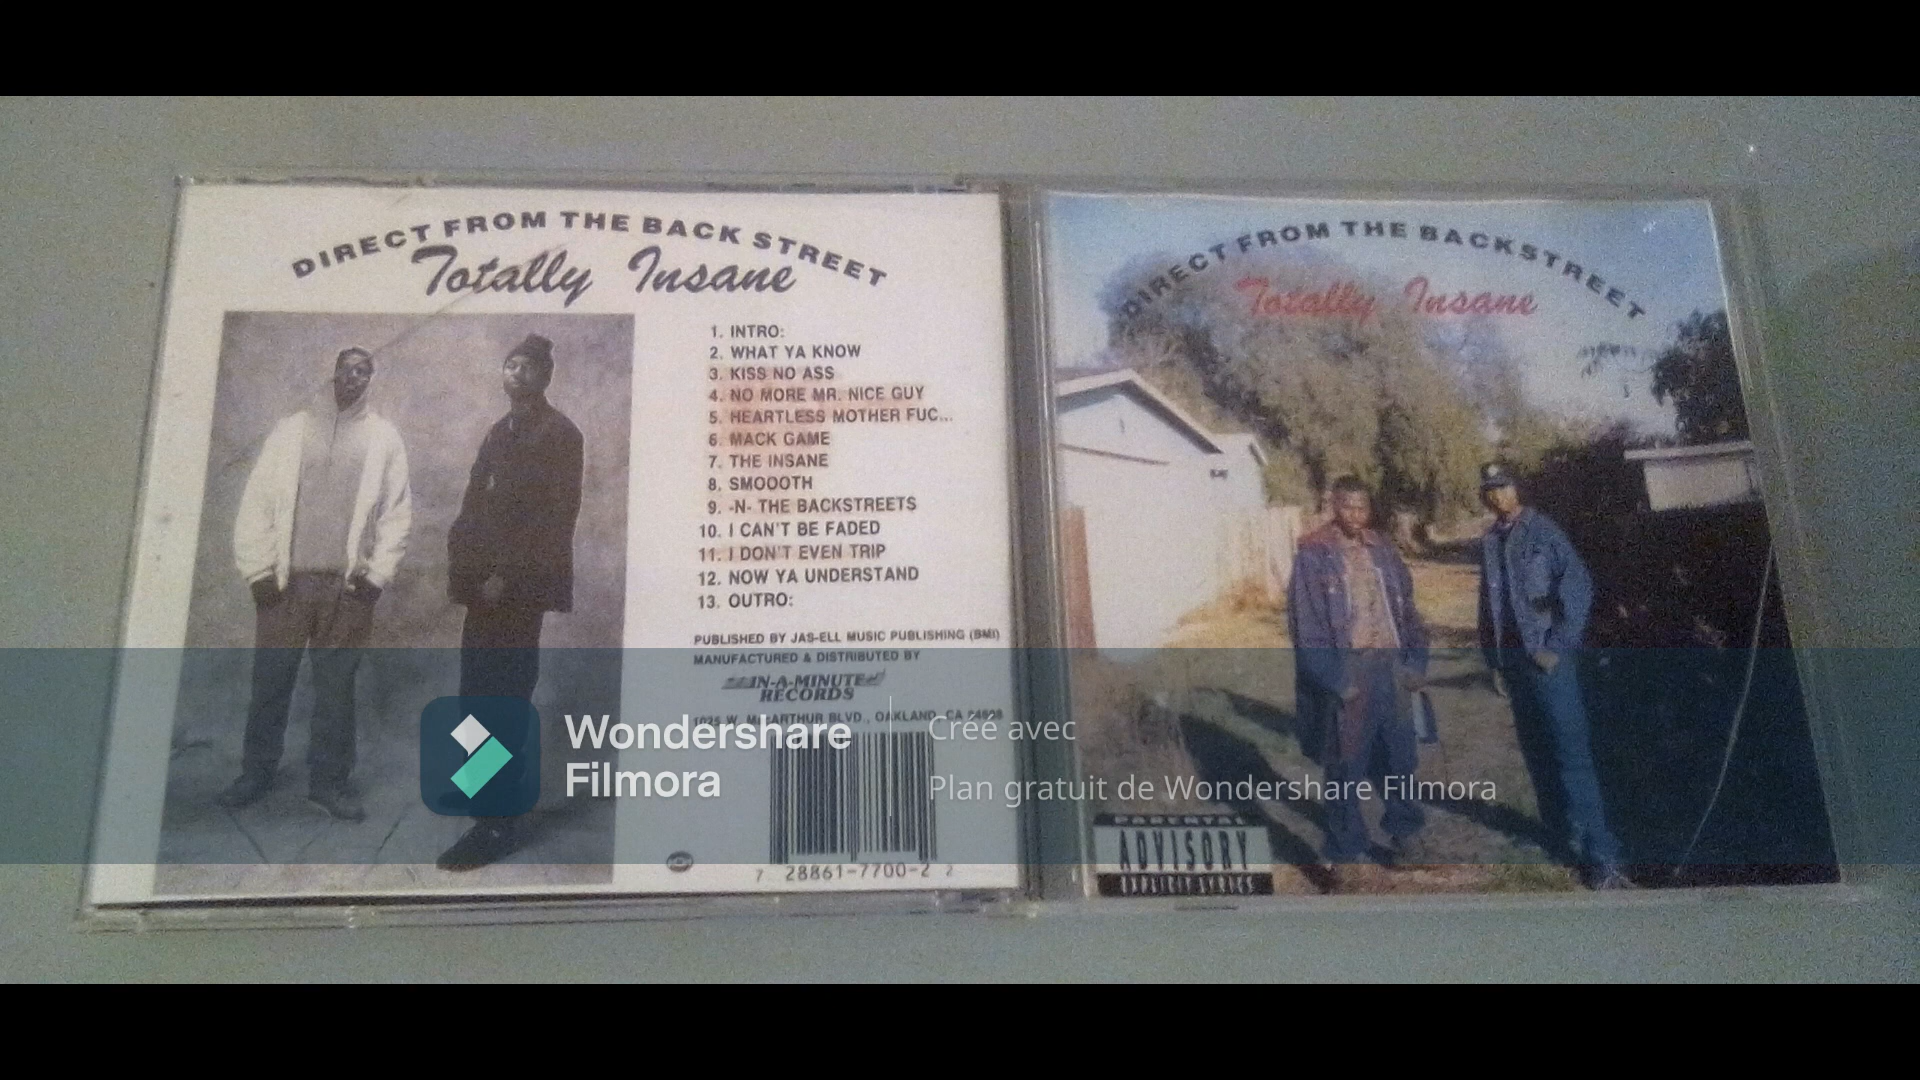 DIRECT FROM THE BACK STREET
Totally Insane
1. INTRO:
2. WHAT YA KNOW
3. KISS NO ASS
4. NO MORE MR. NICE GUY
5. HEARTLESS MOTHER FUC...
6. MACK GAME
7. THE INSANE
8. SMOOOTH
9. -N- THE BACKSTREETS
10. I CAN'T BE FADED
11. I DON'T EVEN TRIP
12. NOW YA UNDERSTAND
13. OUTRO:
PUBLISHED BY JAS-ELL MUSIC PUBLISHING (BMI)
MANUFACTURED & DISTRIBUTED BY
IN-A-MINUTE
RECORDS
W. MacARTHUR BLVD., OAKLAND, CA
7 28861-7700-2 2
DIRECT FROM THE BACKSTREET
Totally Insane
PARENTAL
ADVISORY
EXPLICIT LYRICS
Wondershare
Filmora
Créé avec
Plan gratuit de Wondershare Filmora